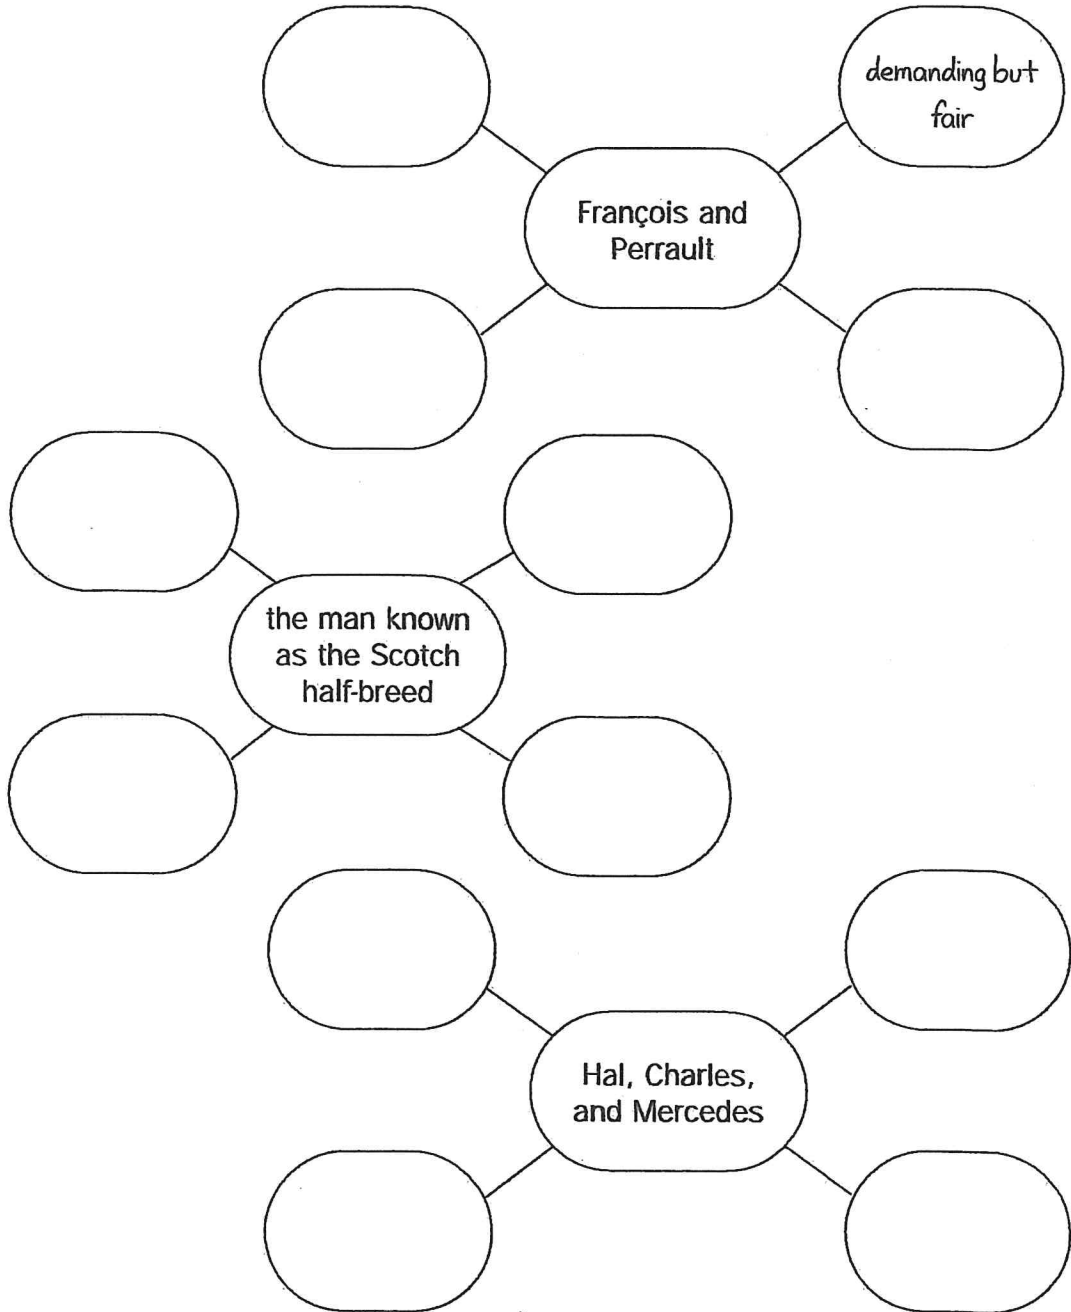 demanding but
fair
François and
Perrault
the man known
as the Scotch
half-breed
Hal, Charles,
and Mercedes